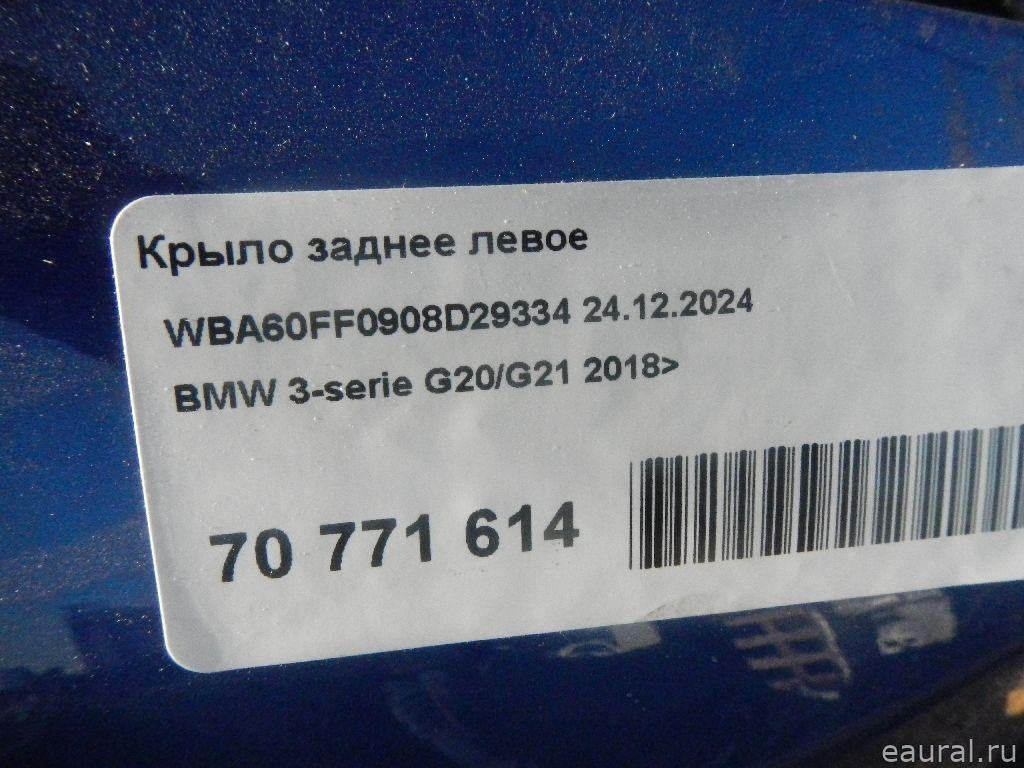 Крыло заднее левое
WBA60FF0908D29334 24.12.2024
BMW 3-serie G20/G21 2018>
70 771 614
eaural.ru